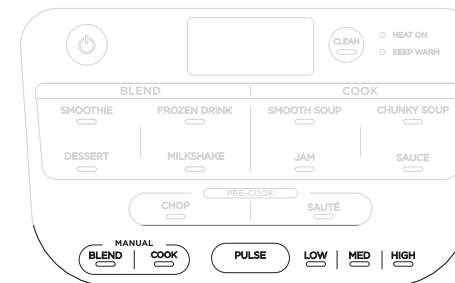 CLEAN
HEAT ON
KEEP WARM
BLEND COOK
SMOOTHIE FROZEN DRINK SMOOTH SOUP CHUNKY SOUP
DESSERT MILKSHAKE JAM SAUCE
PRE-COOK
CHOP SAUTÉ
MANUAL
BLEND COOK PULSE LOW MED HIGH